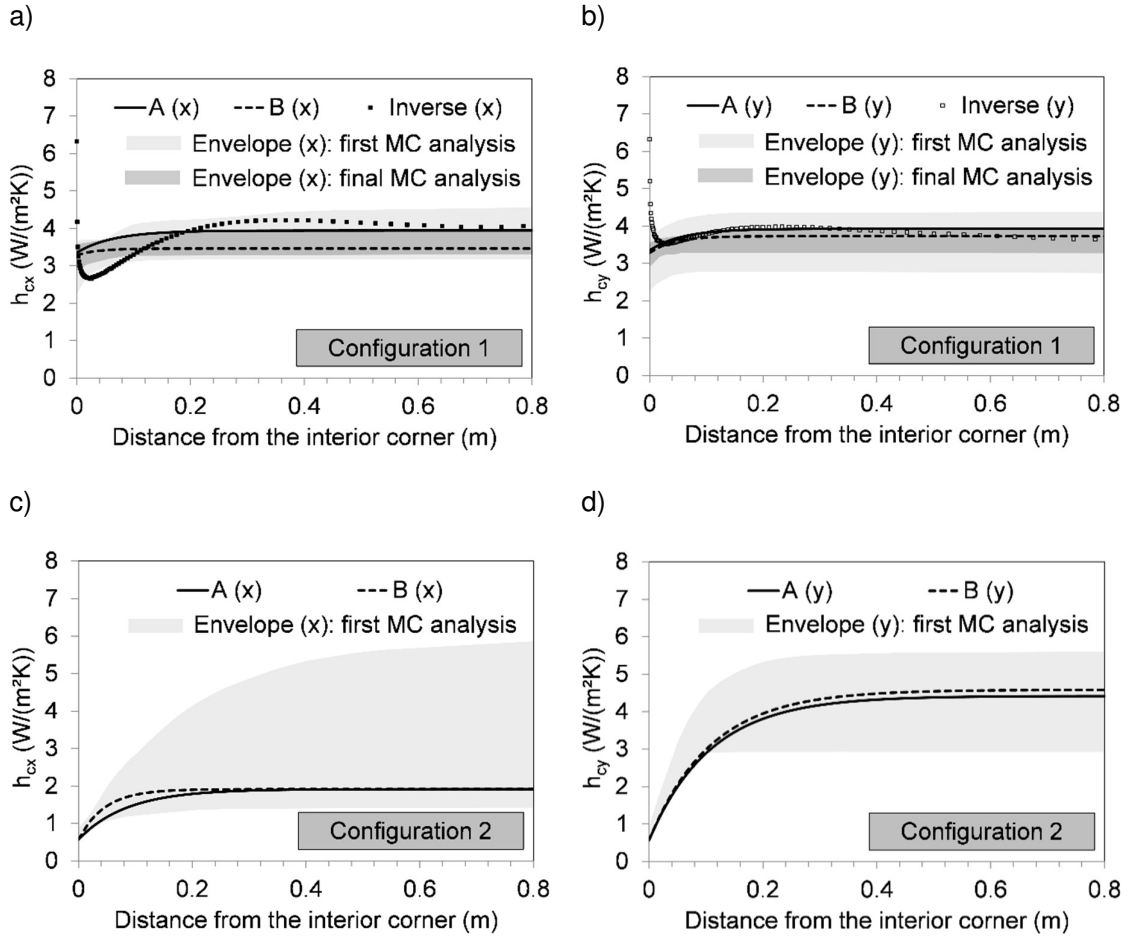 a)
8
7
6
5
4
3
2
1
0
h_cx (W/(m²K))
A (x) B (x) Inverse (x)
Envelope (x): first MC analysis
Envelope (x): final MC analysis
Configuration 1
0 0.2 0.4 0.6 0.8
Distance from the interior corner (m)
b)
8
7
6
5
4
3
2
1
0
h_cy (W/(m²K))
A (y) B (y) Inverse (y)
Envelope (y): first MC analysis
Envelope (y): final MC analysis
Configuration 1
0 0.2 0.4 0.6 0.8
Distance from the interior corner (m)
c)
8
7
6
5
4
3
2
1
0
h_cx (W/(m²K))
A (x) B (x)
Envelope (x): first MC analysis
Configuration 2
0 0.2 0.4 0.6 0.8
Distance from the interior corner (m)
d)
8
7
6
5
4
3
2
1
0
h_cy (W/(m²K))
A (y) B (y)
Envelope (y): first MC analysis
Configuration 2
0 0.2 0.4 0.6 0.8
Distance from the interior corner (m)